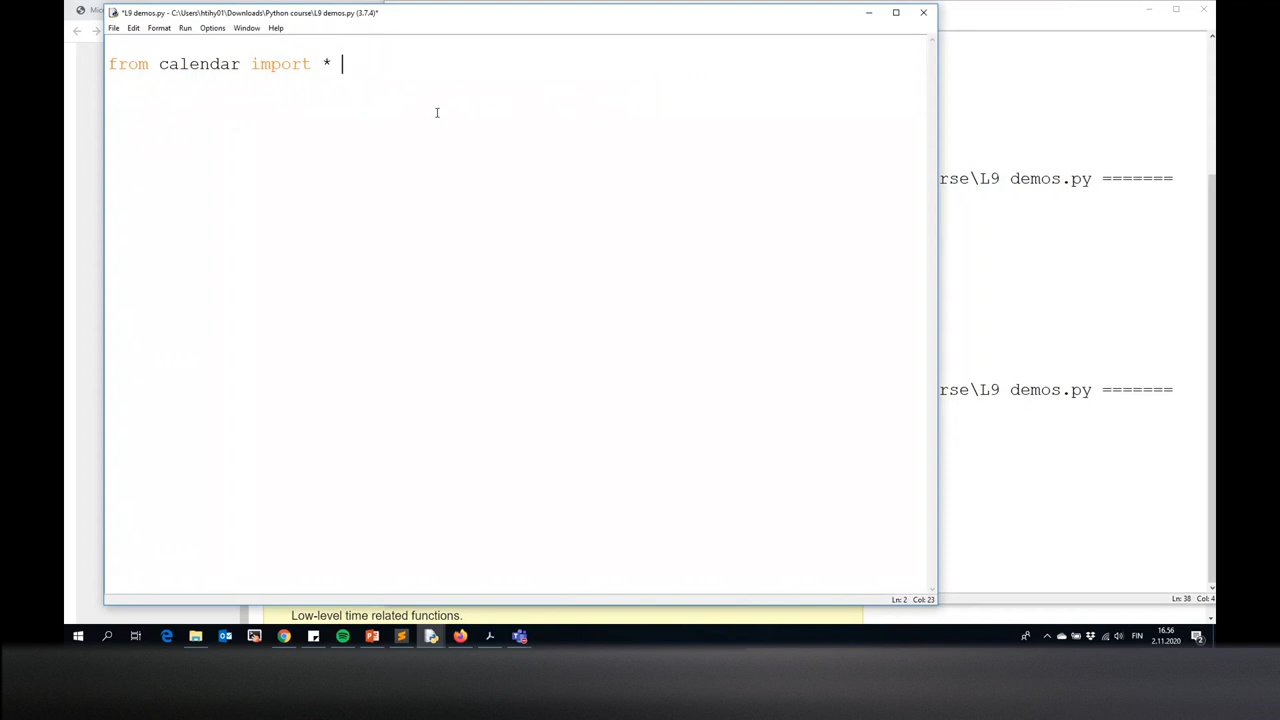 Mic
*L9 demos.py - C:\Users\htihy01\Downloads\Python course\L9 demos.py (3.7.4)*
File Edit Format Run Options Window Help
from calendar import *
rse\L9 demos.py =======
rse\L9 demos.py =======
Ln: 2 Col: 23
Ln: 38 Col: 4
Low-level time related functions.
FIN
16.56
2.11.2020
2